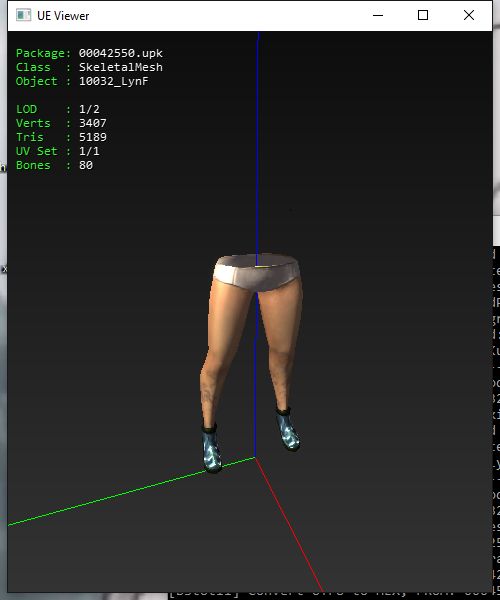 UE Viewer
Package: 00042550.upk
Class : SkeletalMesh
Object : 10032_LynF
LOD : 1/2
Verts : 3407
Tris : 5189
UV Set : 1/1
Bones : 80